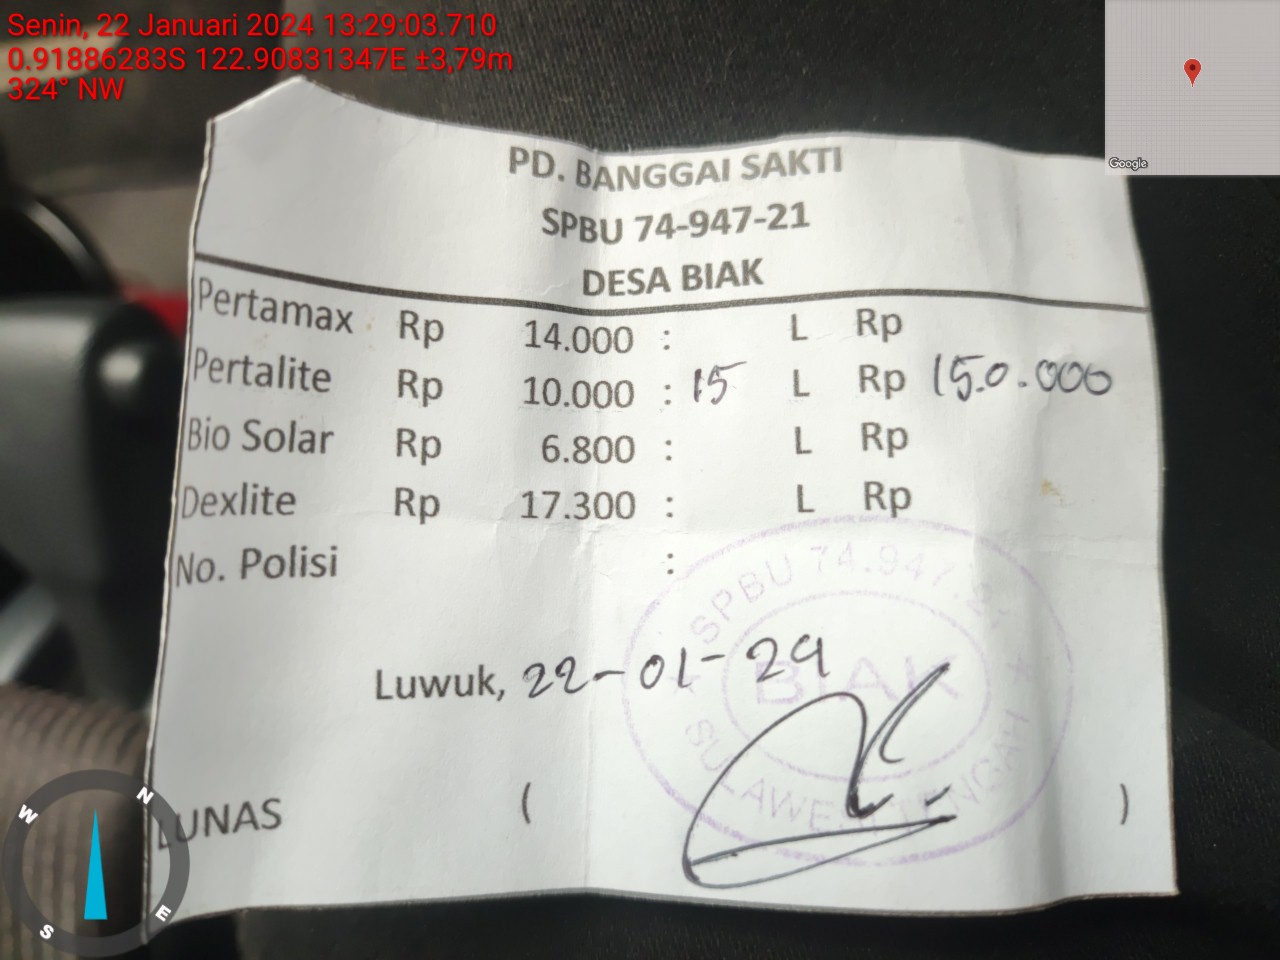 Senin, 22 Januari 2024 13:29:03.710
0.91886283S 122.90831347E ±3,79m
324° NW
Google
PD. BANGGAI SAKTI
SPBU 74-947-21
DESA BIAK
Pertamax Rp 14.000 : L Rp
Pertalite Rp 10.000 : 15 L Rp 150.000
Bio Solar Rp 6.800 : L Rp
Dexlite Rp 17.300 : L Rp
No. Polisi :
SPBU 74.947.21
BIAK
SULAWESI TENGAH
Luwuk, 22-01-24
LUNAS ( )
N
W
E
S